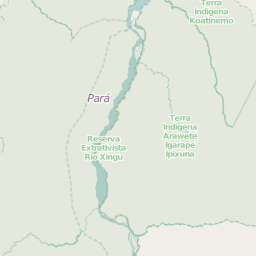 Terra
Indígena
Koatinemo
Pará
Reserva
Extrativista
Rio Xingu
Terra
Indígena
Araweté
Igarapé
Ipixuna